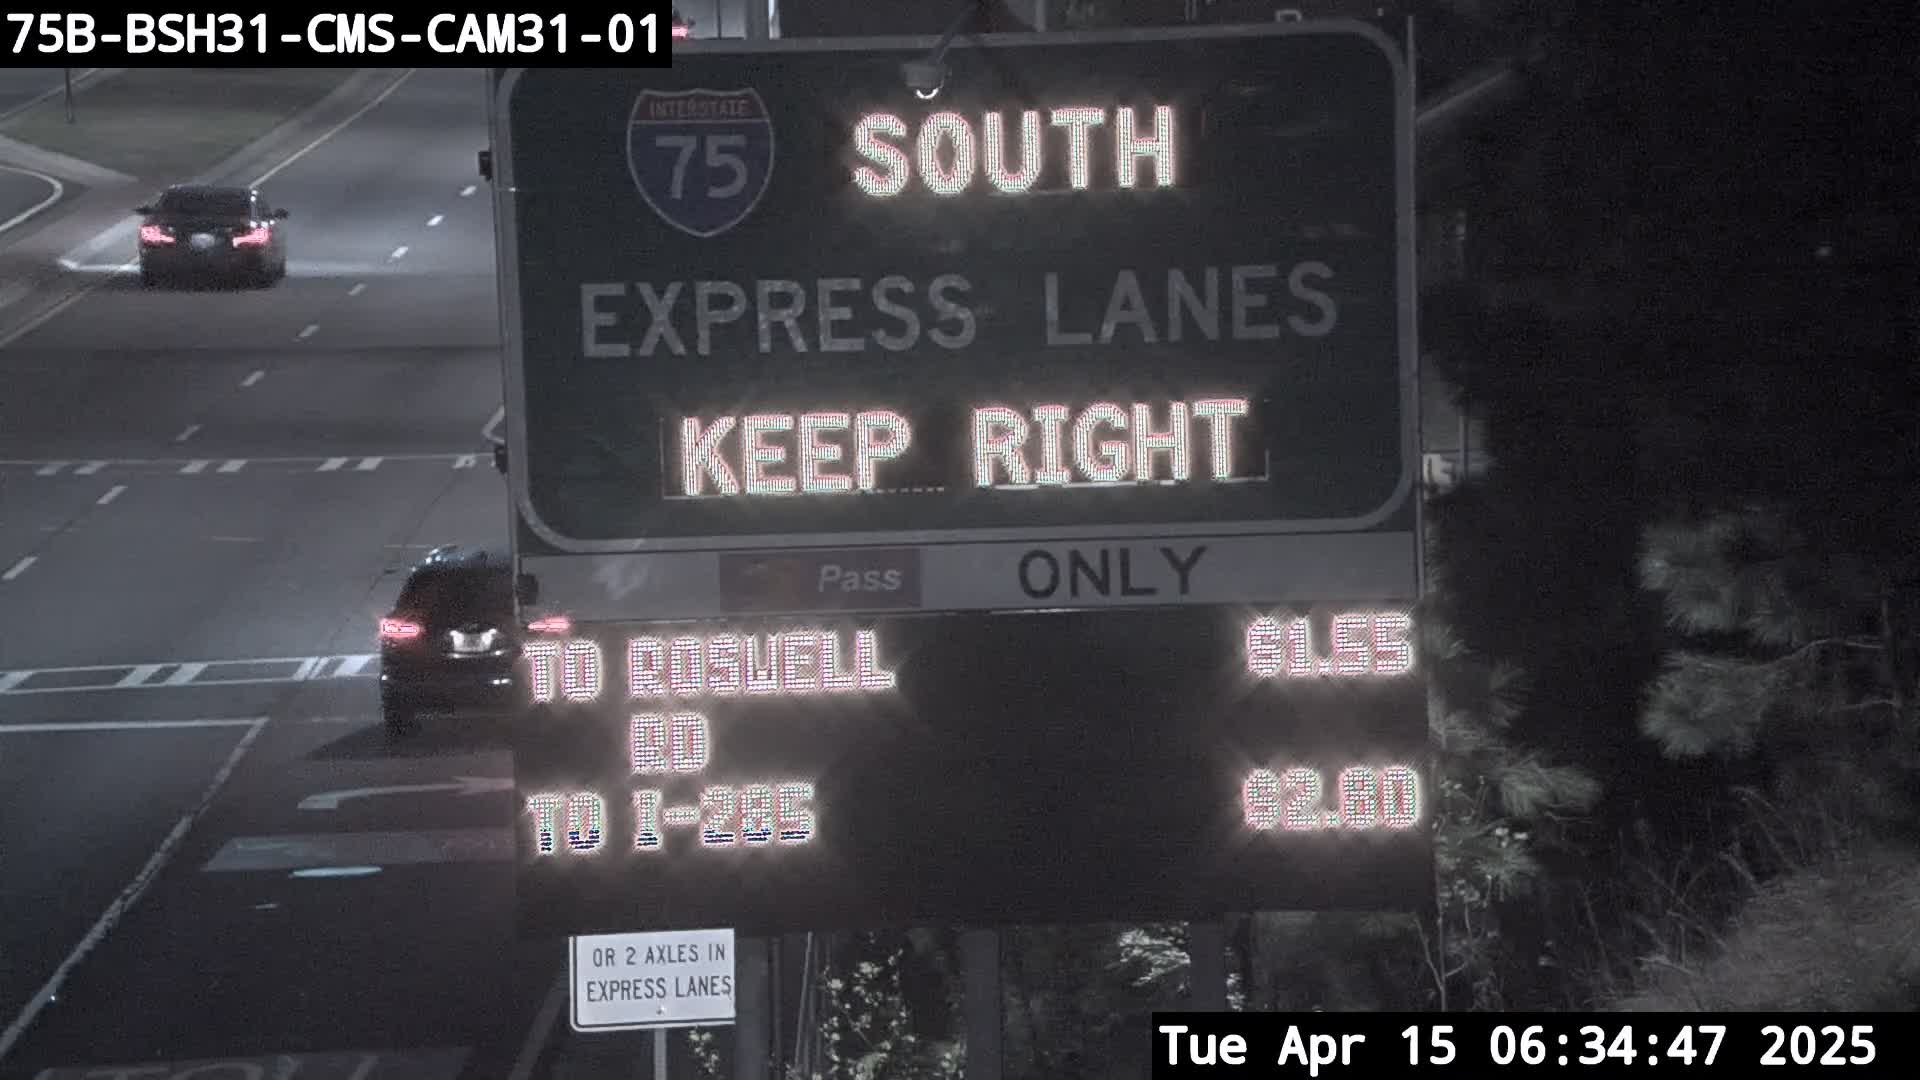 75B-BSH31-CMS-CAM31-01
INTERSTATE
75
SOUTH
EXPRESS LANES
KEEP RIGHT
Pass ONLY
TO ROSWELL $1.55
RD
TO I-285 $2.80
OR 2 AXLES IN
EXPRESS LANES
TOLL
Tue Apr 15 06:34:47 2025